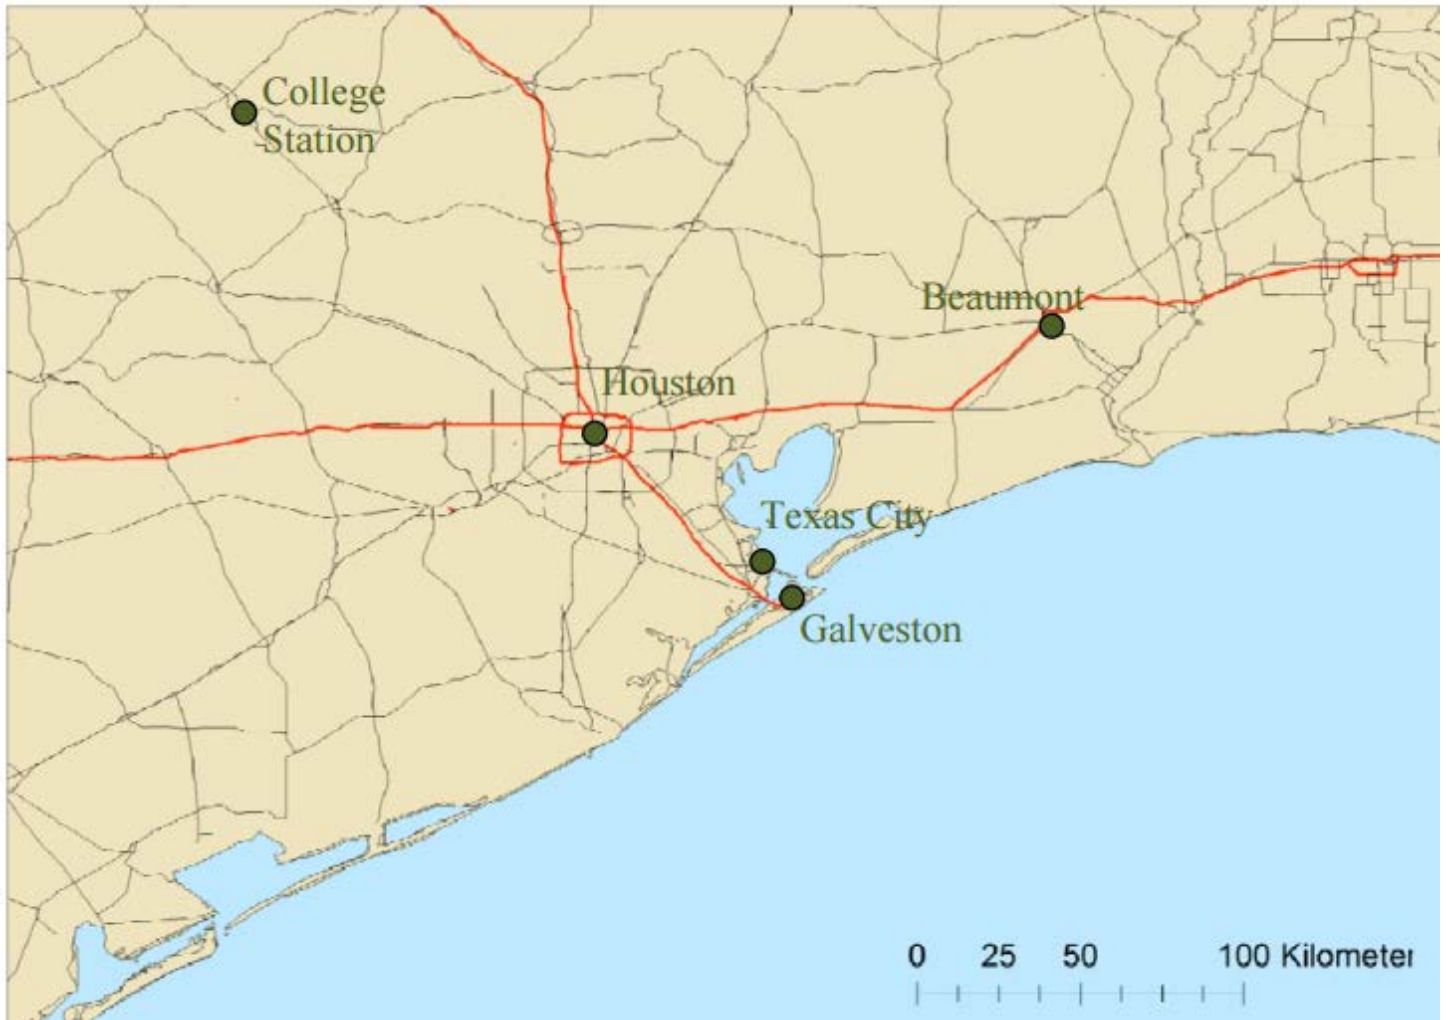 College
Station
Beaumont
Houston
Texas City
Galveston
0 25 50 100 Kilometer